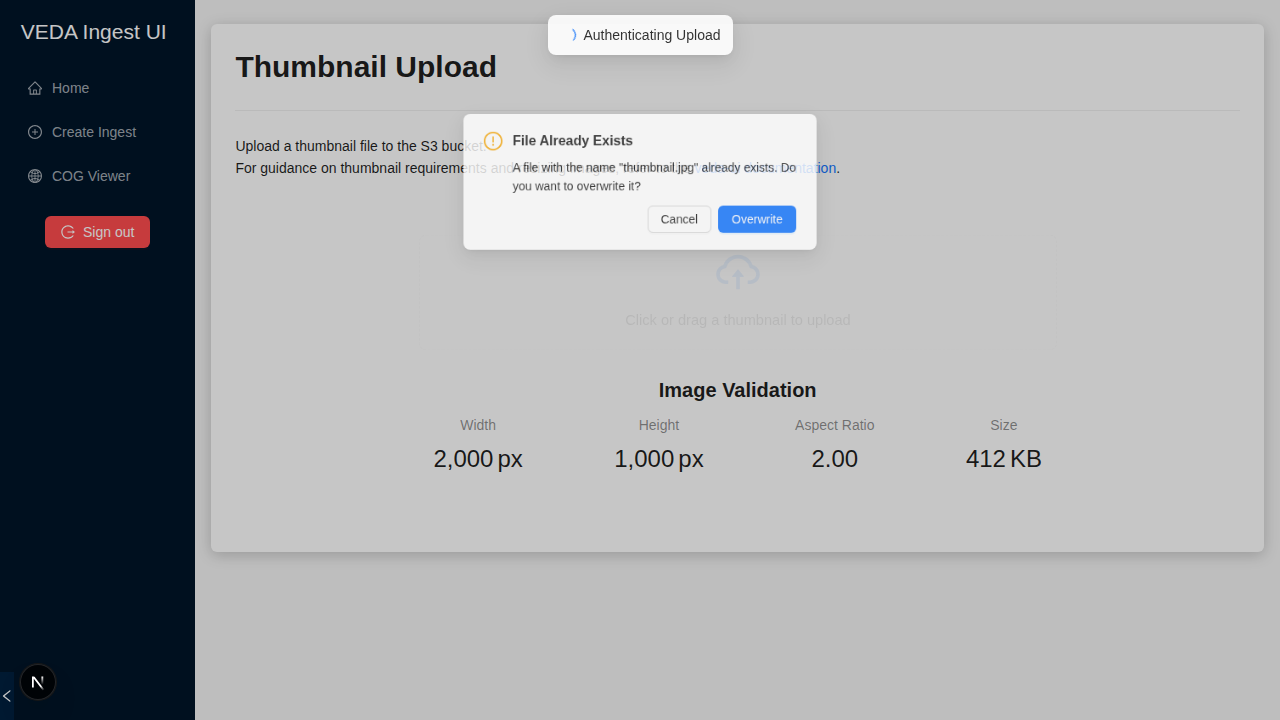 VEDA Ingest UI
Home
Create Ingest
COG Viewer
Sign out
Authenticating Upload
Thumbnail Upload
Upload a thumbnail file to the S3 bucket.
For guidance on thumbnail requirements and
File Already Exists
A file with the name "thumbnail.jpg" already exists. Do
you want to overwrite it?
Cancel
Overwrite
Click or drag a thumbnail to upload
Image Validation
Width
Height
Aspect Ratio
Size
2,000 px
1,000 px
2.00
412 KB
N